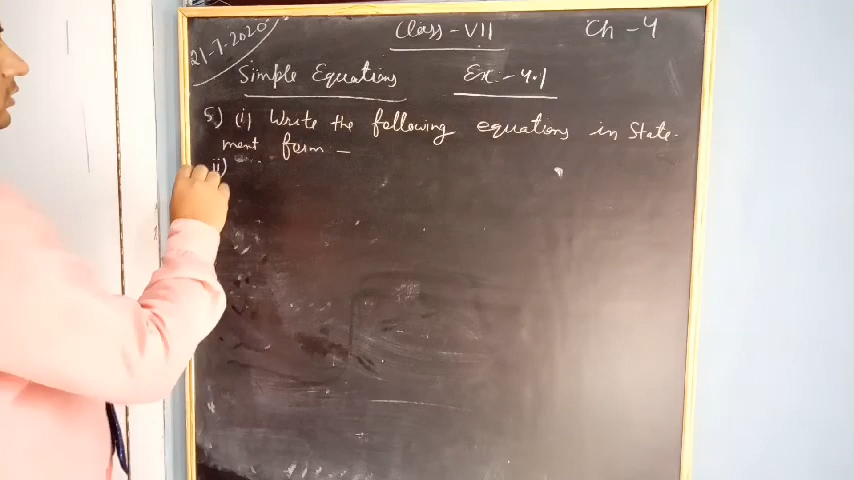 21-7-2020
Class - VII
Ch - 4
Simple Equations
Ex:- 4.1
5) (i) Write the following equations in State-
ment form -
ii)